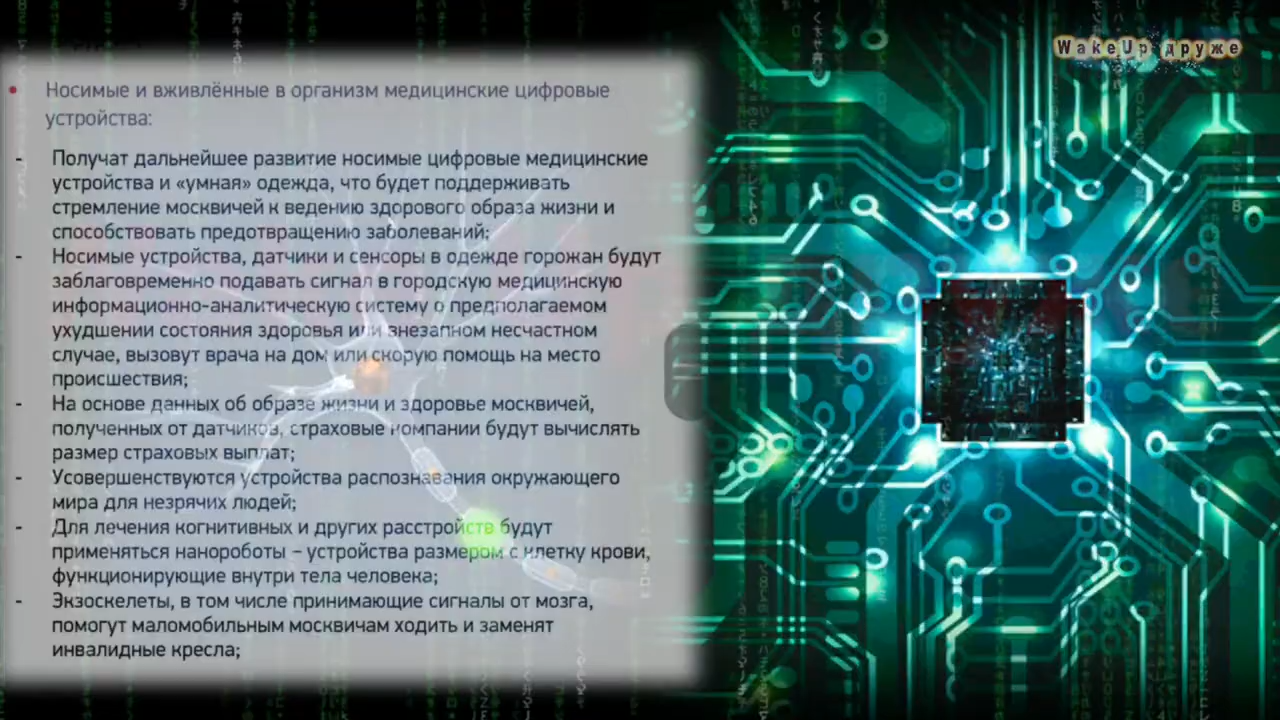 WakeUp друже
• Носимые и вживлённые в организм медицинские цифровые
устройства:
- Получат дальнейшее развитие носимые цифровые медицинские
устройства и «умная» одежда, что будет поддерживать
стремление москвичей к ведению здорового образа жизни и
способствовать предотвращению заболеваний;
- Носимые устройства, датчики и сенсоры в одежде горожан будут
заблаговременно подавать сигнал в городскую медицинскую
информационно-аналитическую систему о предполагаемом
ухудшении состояния здоровья или внезапном несчастном
случае, вызовут врача на дом или скорую помощь на место
происшествия;
- На основе данных об образе жизни и здоровье москвичей,
полученных от датчиков, страховые компании будут вычислять
размер страховых выплат;
- Усовершенствуются устройства распознавания окружающего
мира для незрячих людей;
- Для лечения когнитивных и других расстройств будут
применяться нанороботы – устройства размером с клетку крови,
функционирующие внутри тела человека;
- Экзоскелеты, в том числе принимающие сигналы от мозга,
помогут маломобильным москвичам ходить и заменят
инвалидные кресла;